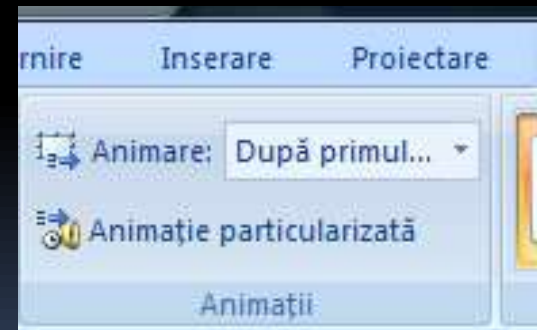 rnire Inserare Proiectare
Animare: După primul...
Animație particularizată
Animații